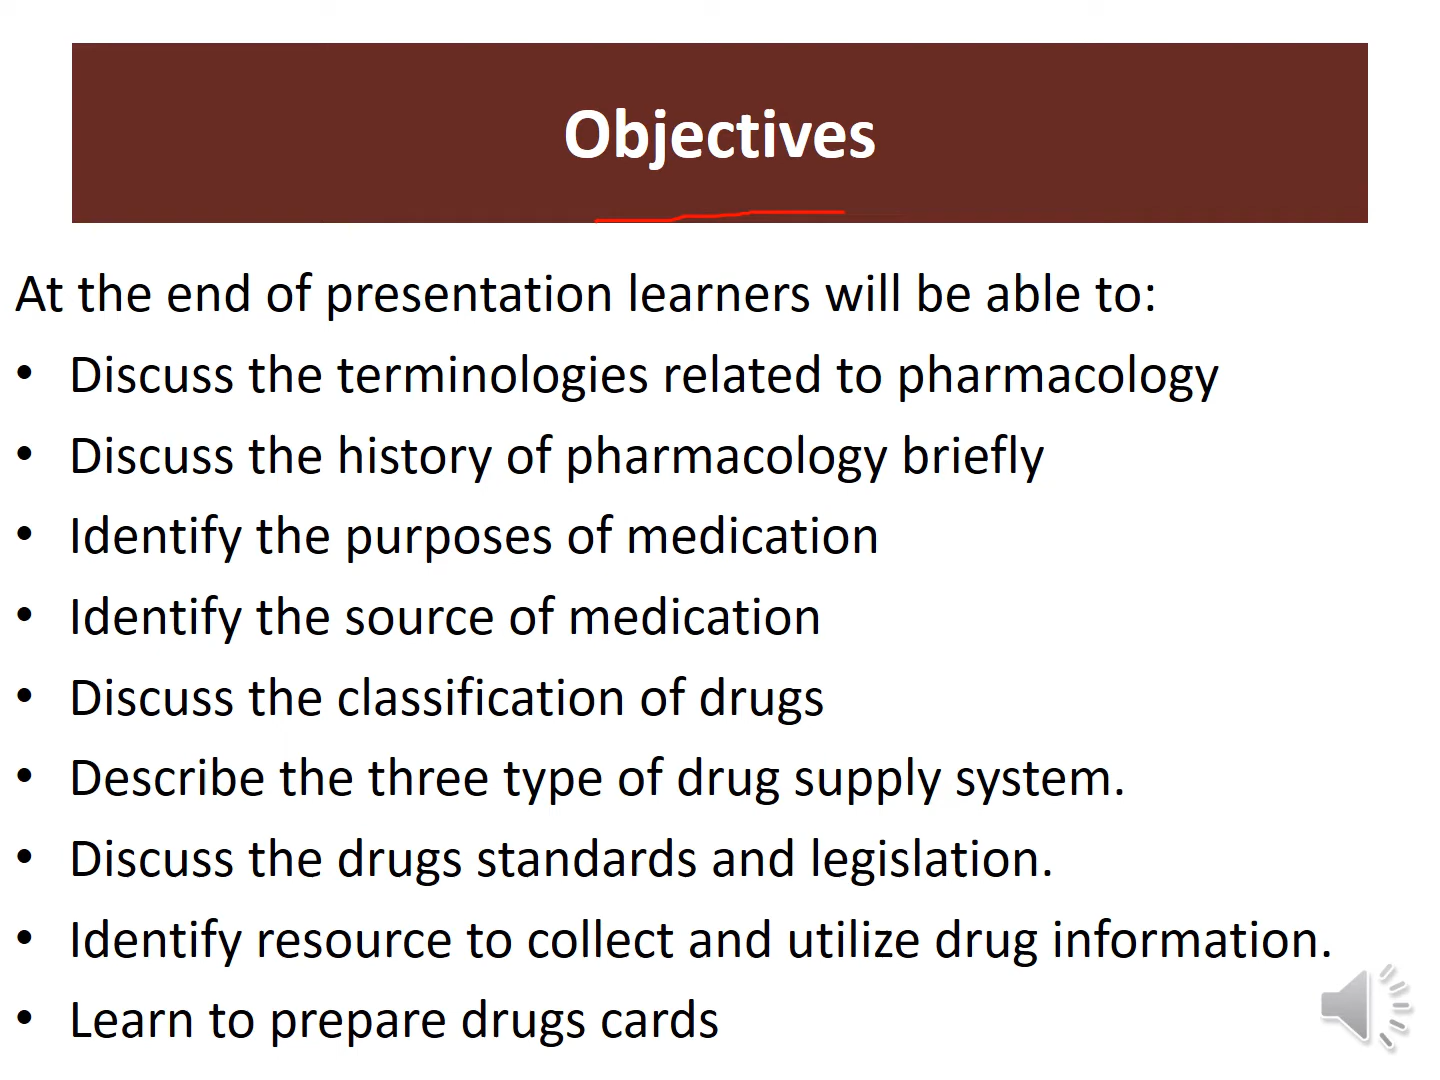 Objectives
At the end of presentation learners will be able to:
• Discuss the terminologies related to pharmacology
• Discuss the history of pharmacology briefly
• Identify the purposes of medication
• Identify the source of medication
• Discuss the classification of drugs
• Describe the three type of drug supply system.
• Discuss the drugs standards and legislation.
• Identify resource to collect and utilize drug information.
• Learn to prepare drugs cards